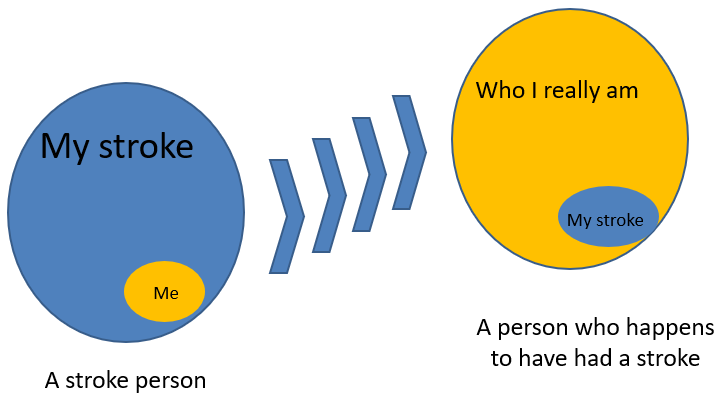 My stroke
Me
A stroke person
Who I really am
My stroke
A person who happens
to have had a stroke